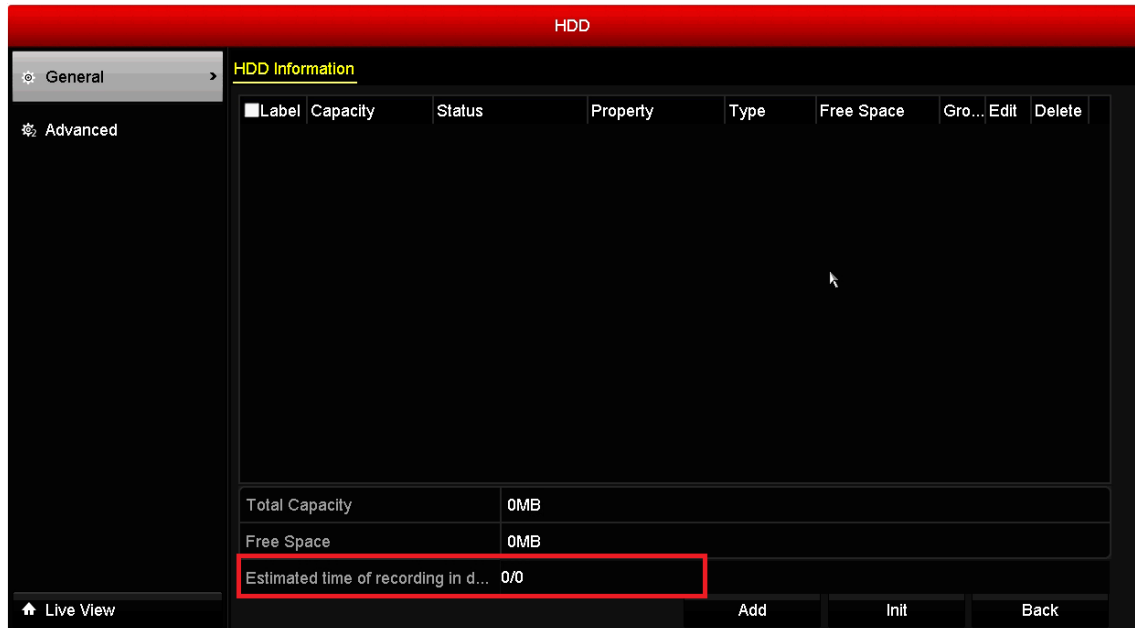 HDD
General
Advanced
HDD Information
Label Capacity Status Property Type Free Space Gro... Edit Delete
Total Capacity 0MB
Free Space 0MB
Estimated time of recording in d... 0/0
Live View Add Init Back